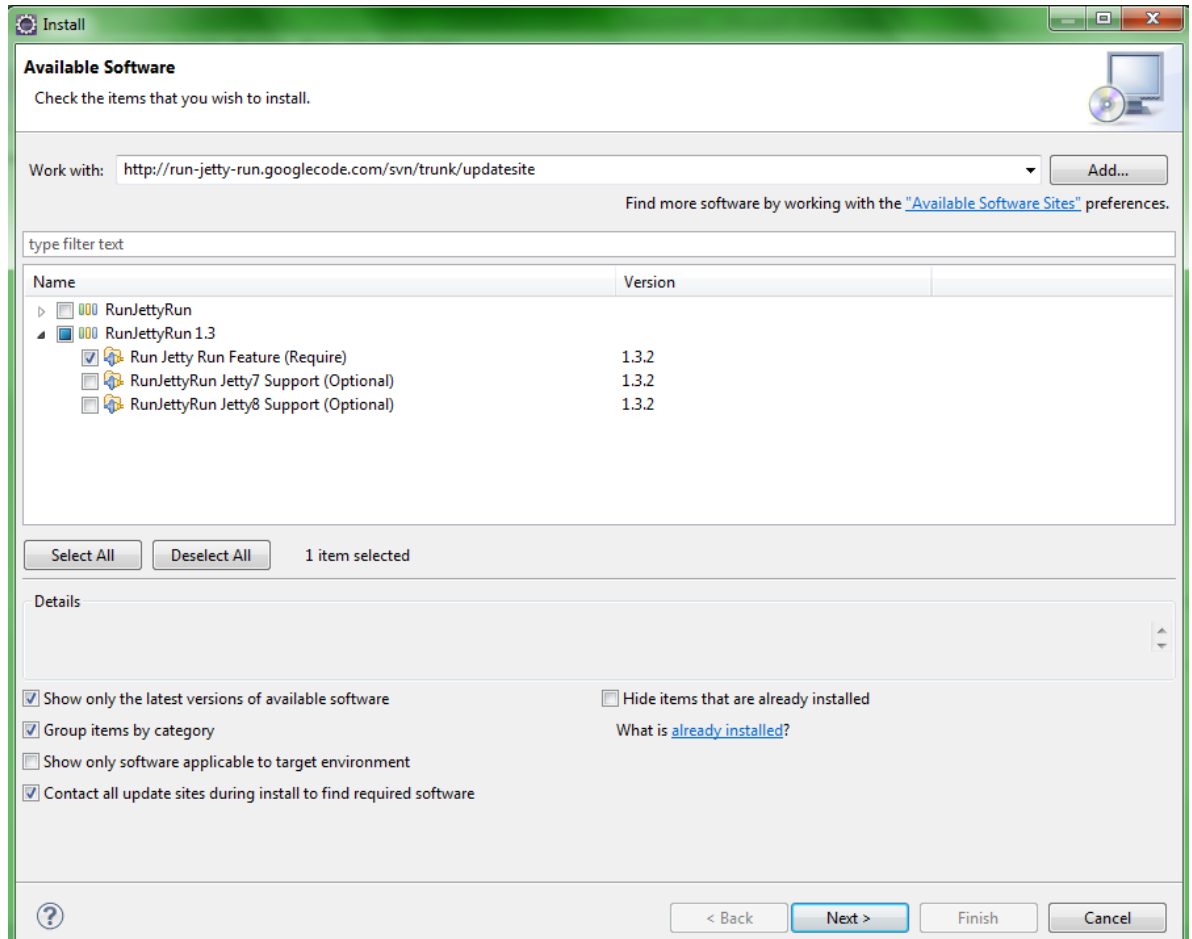 Install
Available Software
Check the items that you wish to install.
Work with: http://run-jetty-run.googlecode.com/svn/trunk/updatesite Add...
Find more software by working with the "Available Software Sites" preferences.
type filter text
Name Version
RunJettyRun
RunJettyRun 1.3
Run Jetty Run Feature (Require) 1.3.2
RunJettyRun Jetty7 Support (Optional) 1.3.2
RunJettyRun Jetty8 Support (Optional) 1.3.2
Select All Deselect All 1 item selected
Details
Show only the latest versions of available software Hide items that are already installed
Group items by category What is already installed?
Show only software applicable to target environment
Contact all update sites during install to find required software
? < Back Next > Finish Cancel